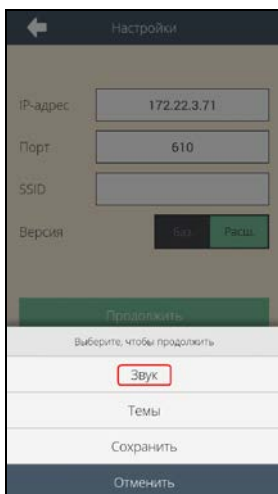 Настройки
IP-адрес 172.22.3.71
Порт 610
SSID
Версия Баз. Расш.
Продолжить
Выберите, чтобы продолжить
Звук
Темы
Сохранить
Отменить